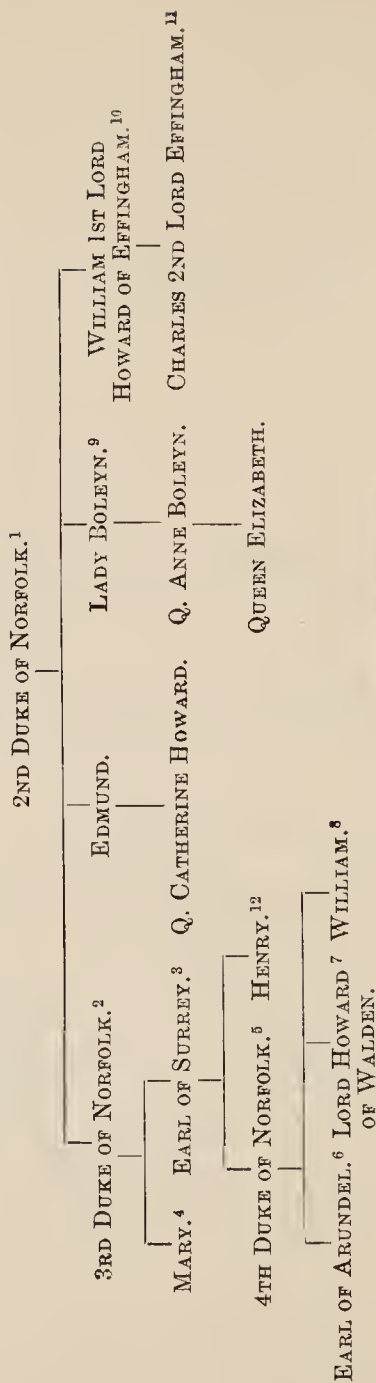 2ND DUKE OF NORFOLK.¹
3RD DUKE OF NORFOLK.² EDMUND. LADY BOLEYN.⁹ WILLIAM 1ST LORD
HOWARD OF EFFINGHAM.¹⁰
MARY.⁴ EARL OF SURREY.³ Q. CATHERINE HOWARD. Q. ANNE BOLEYN. CHARLES 2ND LORD EFFINGHAM.¹¹
4TH DUKE OF NORFOLK.⁵ HENRY.¹² QUEEN ELIZABETH.
EARL OF ARUNDEL.⁶ LORD HOWARD⁷ WILLIAM.⁸
OF WALDEN.